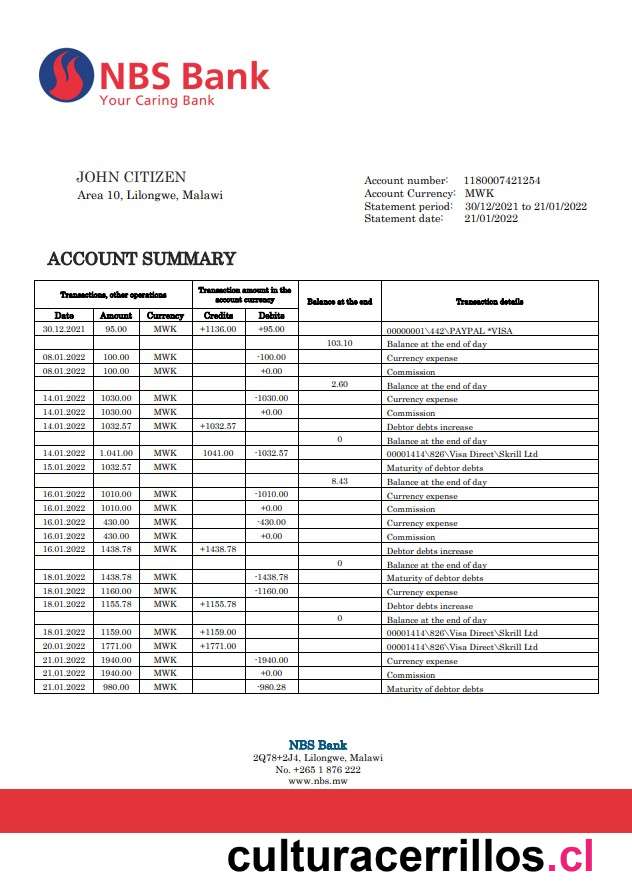 NBS Bank
Your Caring Bank
JOHN CITIZEN
Area 10, Lilongwe, Malawi
Account number: 1180007421254
Account Currency: MWK
Statement period: 30/12/2021 to 21/01/2022
Statement date: 21/01/2022
ACCOUNT SUMMARY
Transactions, other operations Transaction amount in the account currency Balance at the end Transaction details
Date Amount Currency Credits Debits
30.12.2021 95.00 MWK +1136.00 +95.00 00000001\442\PAYPAL *VISA
103.10 Balance at the end of day
08.01.2022 100.00 MWK -100.00 Currency expense
08.01.2022 100.00 MWK +0.00 Commission
2.60 Balance at the end of day
14.01.2022 1030.00 MWK -1030.00 Currency expense
14.01.2022 1030.00 MWK +0.00 Commission
14.01.2022 1032.57 MWK +1032.57 Debtor debts increase
0 Balance at the end of day
14.01.2022 1.041.00 MWK 1041.00 -1032.57 00001414\826\Visa Direct\Skrill Ltd
15.01.2022 1032.57 MWK Maturity of debtor debts
8.43 Balance at the end of day
16.01.2022 1010.00 MWK -1010.00 Currency expense
16.01.2022 1010.00 MWK +0.00 Commission
16.01.2022 430.00 MWK -430.00 Currency expense
16.01.2022 430.00 MWK +0.00 Commission
16.01.2022 1438.78 MWK +1438.78 Debtor debts increase
0 Balance at the end of day
18.01.2022 1438.78 MWK -1438.78 Maturity of debtor debts
18.01.2022 1160.00 MWK -1160.00 Currency expense
18.01.2022 1155.78 MWK +1155.78 Debtor debts increase
0 Balance at the end of day
18.01.2022 1159.00 MWK +1159.00 00001414\826\Visa Direct\Skrill Ltd
20.01.2022 1771.00 MWK +1771.00 00001414\826\Visa Direct\Skrill Ltd
21.01.2022 1940.00 MWK -1940.00 Currency expense
21.01.2022 1940.00 MWK +0.00 Commission
21.01.2022 980.00 MWK -980.28 Maturity of debtor debts
NBS Bank
2Q78+2J4, Lilongwe, Malawi
No. +265 1 876 222
www.nbs.mw
culturacerrillos.cl